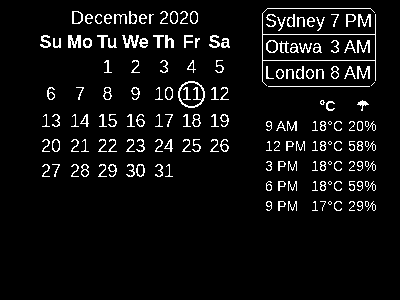 December 2020
Su Mo Tu We Th Fr Sa
1 2 3 4 5
6 7 8 9 10 11 12
13 14 15 16 17 18 19
20 21 22 23 24 25 26
27 28 29 30 31
Sydney 7 PM
Ottawa 3 AM
London 8 AM
°C ☂
9 AM 18°C 20%
12 PM 18°C 58%
3 PM 18°C 29%
6 PM 18°C 59%
9 PM 17°C 29%